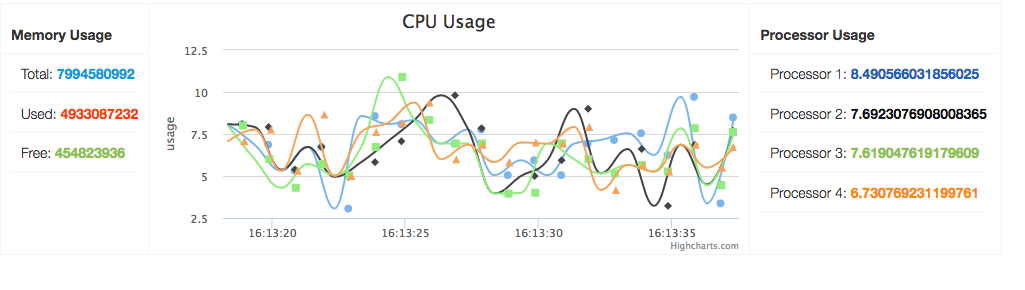 Memory Usage
Total: 7994580992
Used: 4933087232
Free: 454823936
CPU Usage
usage
12.5
10
7.5
5
2.5
16:13:20
16:13:25
16:13:30
16:13:35
Highcharts.com
Processor Usage
Processor 1: 8.490566031856025
Processor 2: 7.6923076908008365
Processor 3: 7.619047619179609
Processor 4: 6.730769231199761